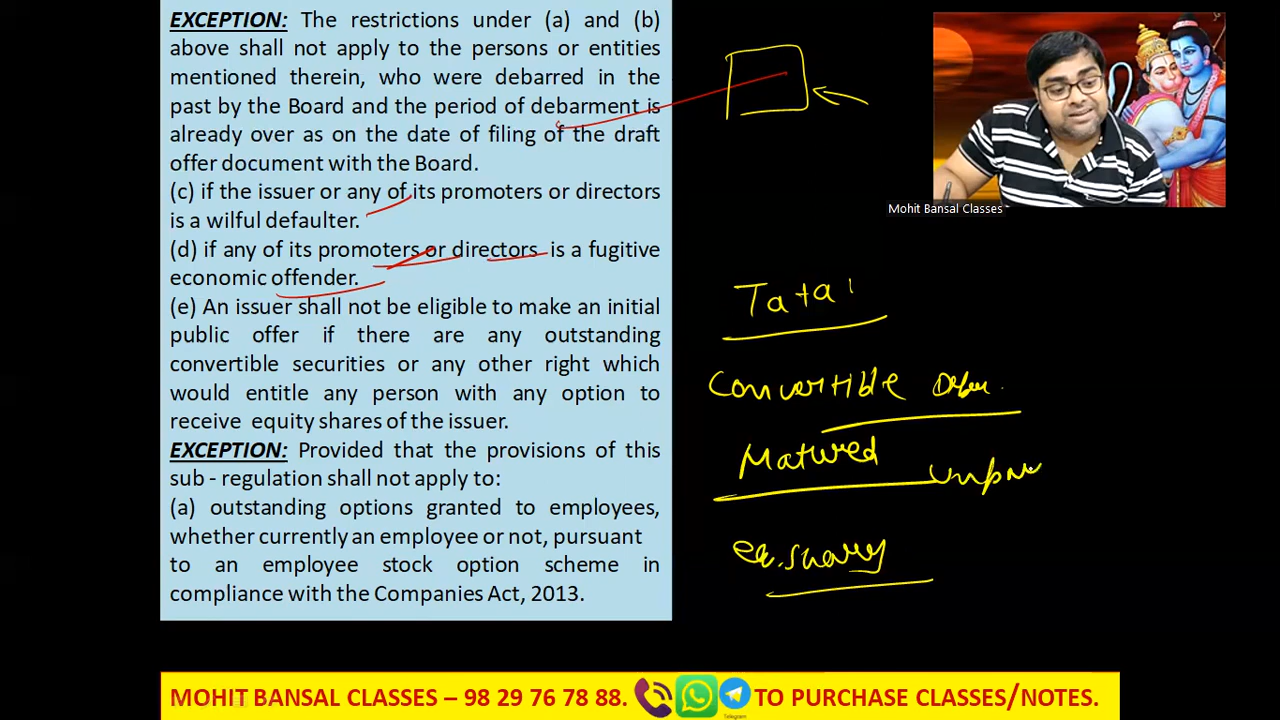 EXCEPTION: The restrictions under (a) and (b)
above shall not apply to the persons or entities
mentioned therein, who were debarred in the
past by the Board and the period of debarment is
already over as on the date of filing of the draft
offer document with the Board.
(c) if the issuer or any of its promoters or directors
is a wilful defaulter.
(d) if any of its promoters or directors is a fugitive
economic offender.
(e) An issuer shall not be eligible to make an initial
public offer if there are any outstanding
convertible securities or any other right which
would entitle any person with any option to
receive equity shares of the issuer.
EXCEPTION: Provided that the provisions of this
sub - regulation shall not apply to:
(a) outstanding options granted to employees,
whether currently an employee or not, pursuant
to an employee stock option scheme in
compliance with the Companies Act, 2013.
Mohit Bansal Classes
Tata
Convertible
Matured
MOHIT BANSAL CLASSES – 98 29 76 78 88. TO PURCHASE CLASSES/NOTES.
Telegram